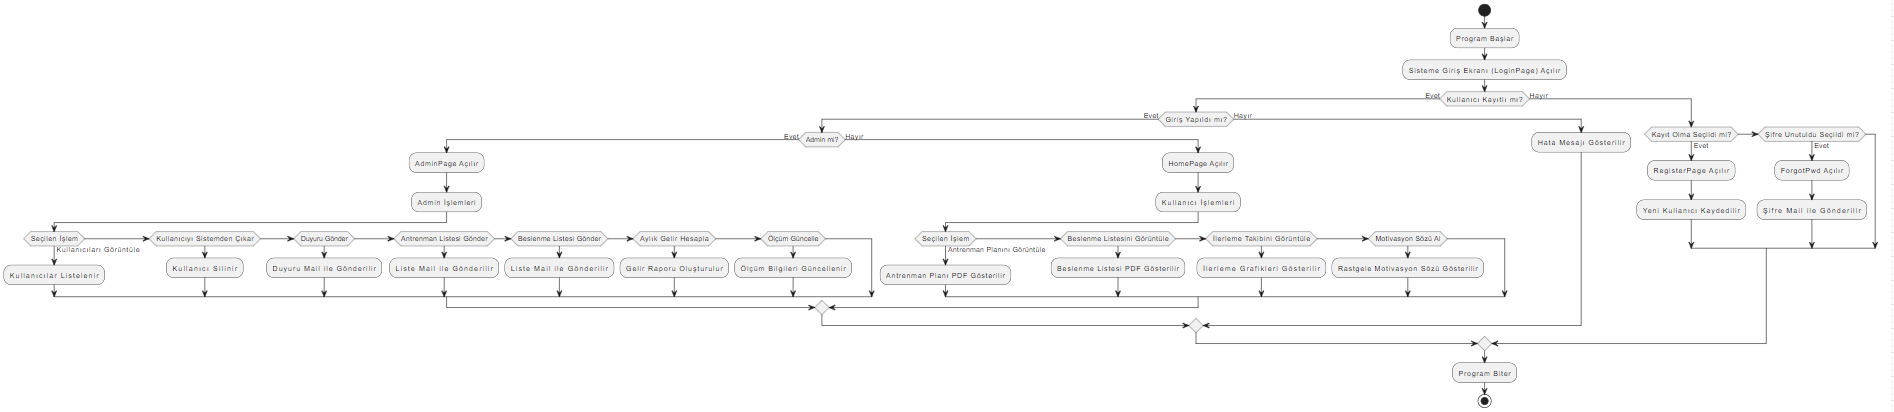 Program Başlar
Sisteme Giriş Ekranı (LoginPage) Açılır
Evet
Kullanıcı Kayıtlı mı?
Hayır
Evet
Giriş Yapıldı mı?
Hayır
Evet
Admin mi?
Hayır
Hata Mesajı Gösterilir
Kayıt Olma Seçildi mi?
Şifre Unutuldu Seçildi mi?
Evet
Evet
AdminPage Açılır
HomePage Açılır
RegisterPage Açılır
ForgotPwd Açılır
Admin İşlemleri
Kullanıcı İşlemleri
Yeni Kullanıcı Kaydedilir
Şifre Mail ile Gönderilir
Seçilen İşlem
Kullanıcıları Görüntüle
Kullanıcıyı Sistemden Çıkar
Duyuru Gönder
Antrenman Listesi Gönder
Beslenme Listesi Gönder
Aylık Gelir Hesapla
Ölçüm Güncelle
Seçilen İşlem
Antrenman Planını Görüntüle
Beslenme Listesini Görüntüle
İlerleme Takibini Görüntüle
Motivasyon Sözü Al
Kullanıcılar Listelenir
Kullanıcı Silinir
Duyuru Mail ile Gönderilir
Liste Mail ile Gönderilir
Liste Mail ile Gönderilir
Gelir Raporu Oluşturulur
Ölçüm Bilgileri Güncellenir
Antrenman Planı PDF Gösterilir
Beslenme Listesi PDF Gösterilir
İlerleme Grafikleri Gösterilir
Rastgele Motivasyon Sözü Gösterilir
Program Biter